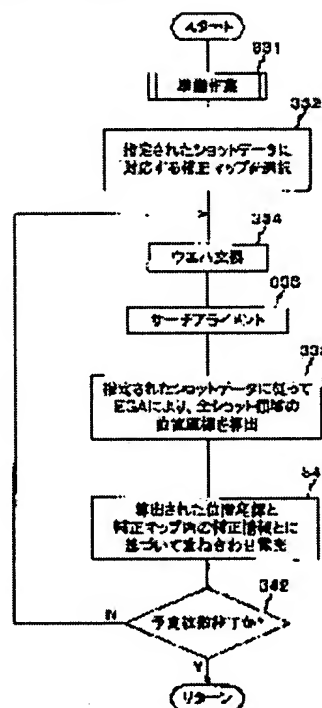 スタート
331
準備作業
332
指定されたショットデータに
対応する補正マップを選択
334
ウエハ交換
サーチアライメント
指定されたショットデータに従って
EGAにより、全ショット領域の
位置座標を算出
算出された位置座標と
補正マップ内の補正情報とに
基づいて重ね合わせ露光
342
予定枚数終了か?
N
Y
リターン